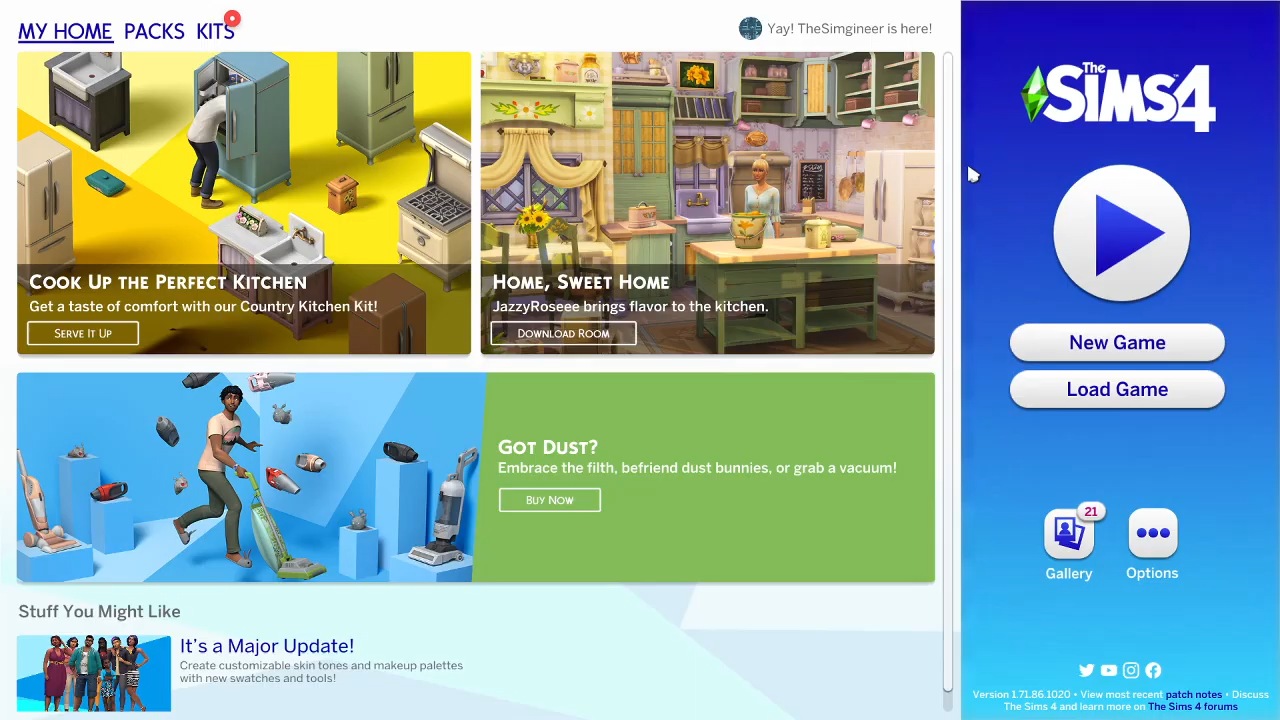 MY HOME PACKS KITS
Yay! TheSimgineer is here!
COOK UP THE PERFECT KITCHEN
Get a taste of comfort with our Country Kitchen Kit!
SERVE IT UP
HOME, SWEET HOME
JazzyRoseee brings flavor to the kitchen.
DOWNLOAD ROOM
GOT DUST?
Embrace the filth, befriend dust bunnies, or grab a vacuum!
BUY NOW
Stuff You Might Like
It's a Major Update!
Create customizable skin tones and makeup palettes
with new swatches and tools!
The SIMS 4
New Game
Load Game
21
Gallery
Options
Version 1.71.86.1020 • View most recent patch notes • Discuss
The Sims 4 and learn more on The Sims 4 forums